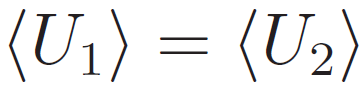 ⟨U₁⟩ = ⟨U₂⟩